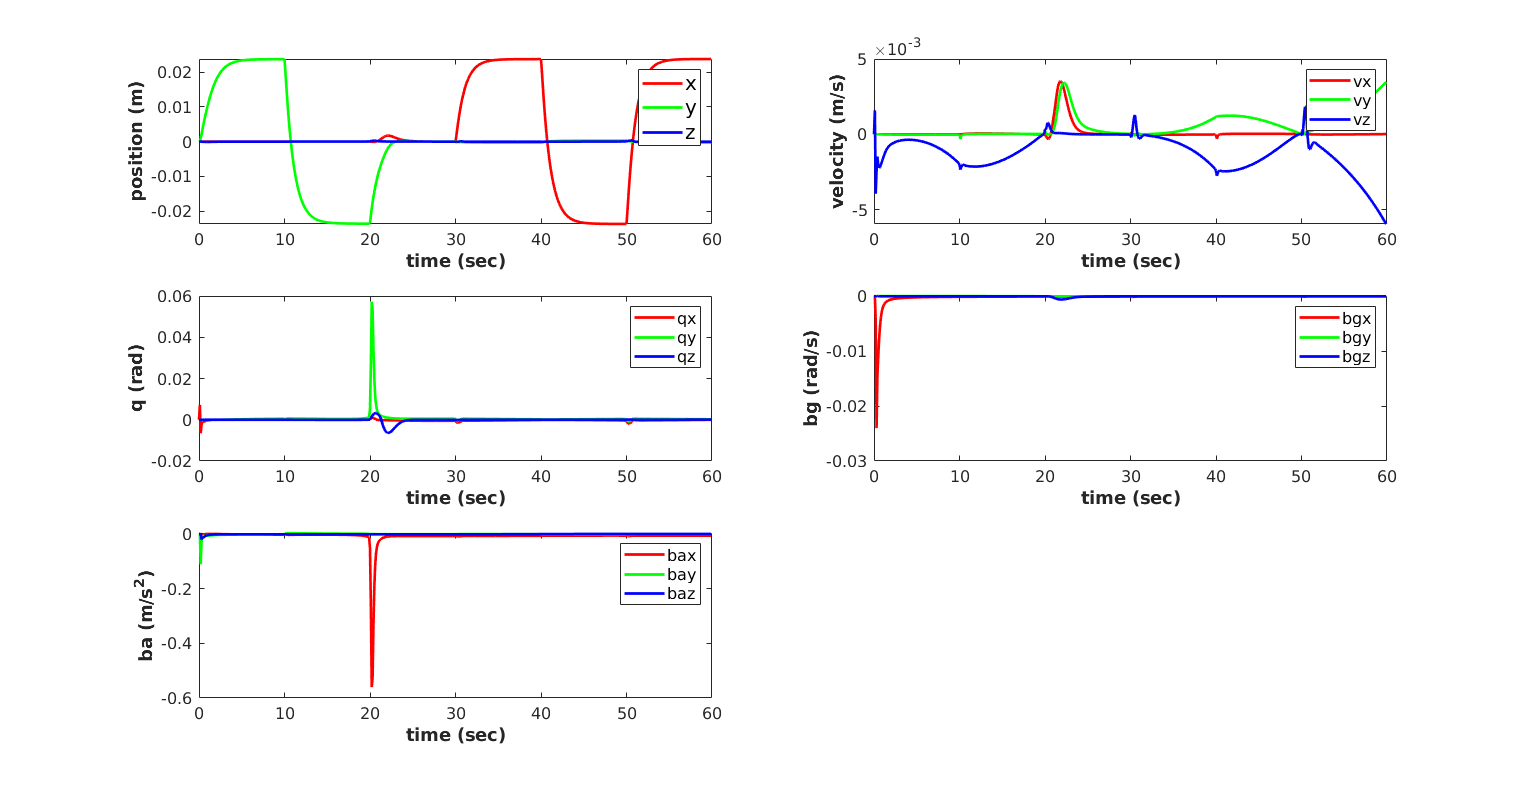 position (m)
0.02
0.01
0
-0.01
-0.02
x
y
z
0 10 20 30 40 50 60
time (sec)
×10⁻³
velocity (m/s)
5
0
-5
vx
vy
vz
0 10 20 30 40 50 60
time (sec)
q (rad)
0.06
0.04
0.02
0
-0.02
qx
qy
qz
0 10 20 30 40 50 60
time (sec)
bg (rad/s)
0
-0.01
-0.02
-0.03
bgx
bgy
bgz
0 10 20 30 40 50 60
time (sec)
ba (m/s²)
0
-0.2
-0.4
-0.6
bax
bay
baz
0 10 20 30 40 50 60
time (sec)